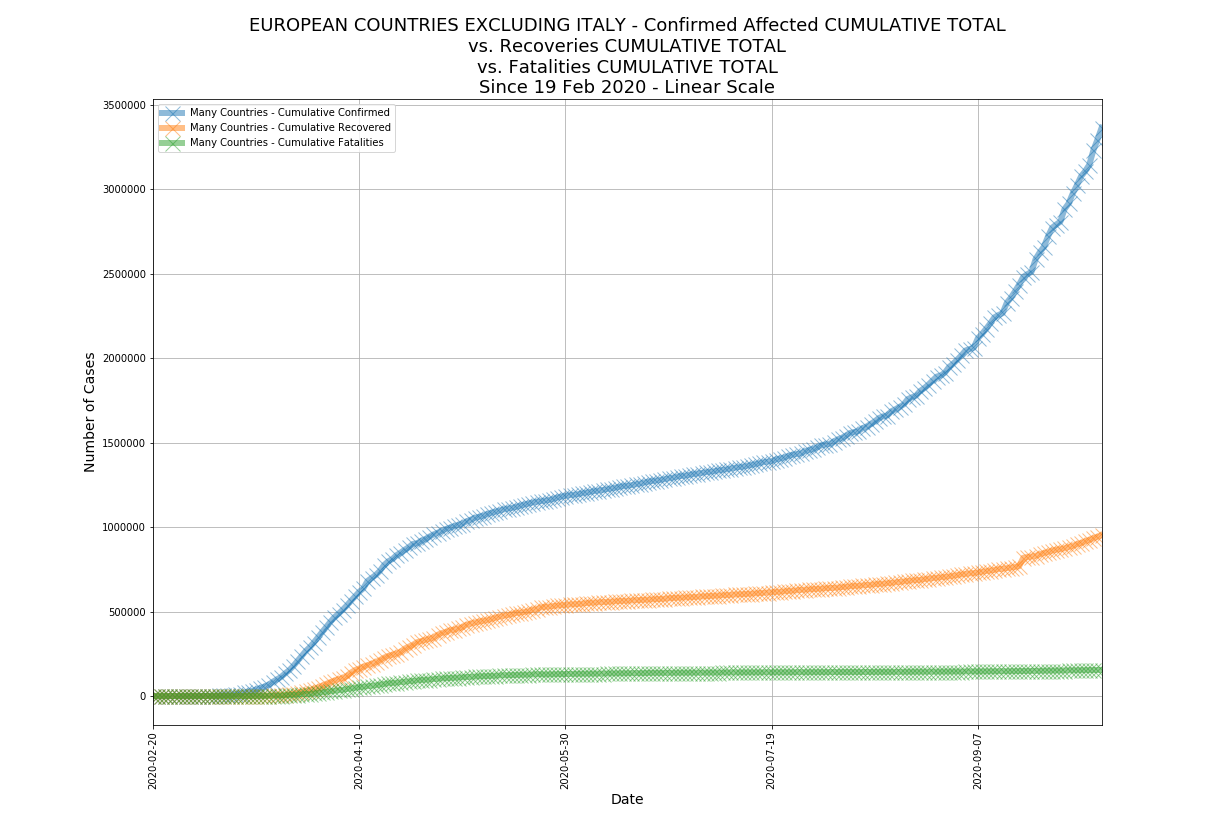 EUROPEAN COUNTRIES EXCLUDING ITALY - Confirmed Affected CUMULATIVE TOTAL
vs. Recoveries CUMULATIVE TOTAL
vs. Fatalities CUMULATIVE TOTAL
Since 19 Feb 2020 - Linear Scale
Many Countries - Cumulative Confirmed
Many Countries - Cumulative Recovered
Many Countries - Cumulative Fatalities
Number of Cases
3500000
3000000
2500000
2000000
1500000
1000000
500000
0
2020-02-20
2020-04-10
2020-05-30
2020-07-19
2020-09-07
Date